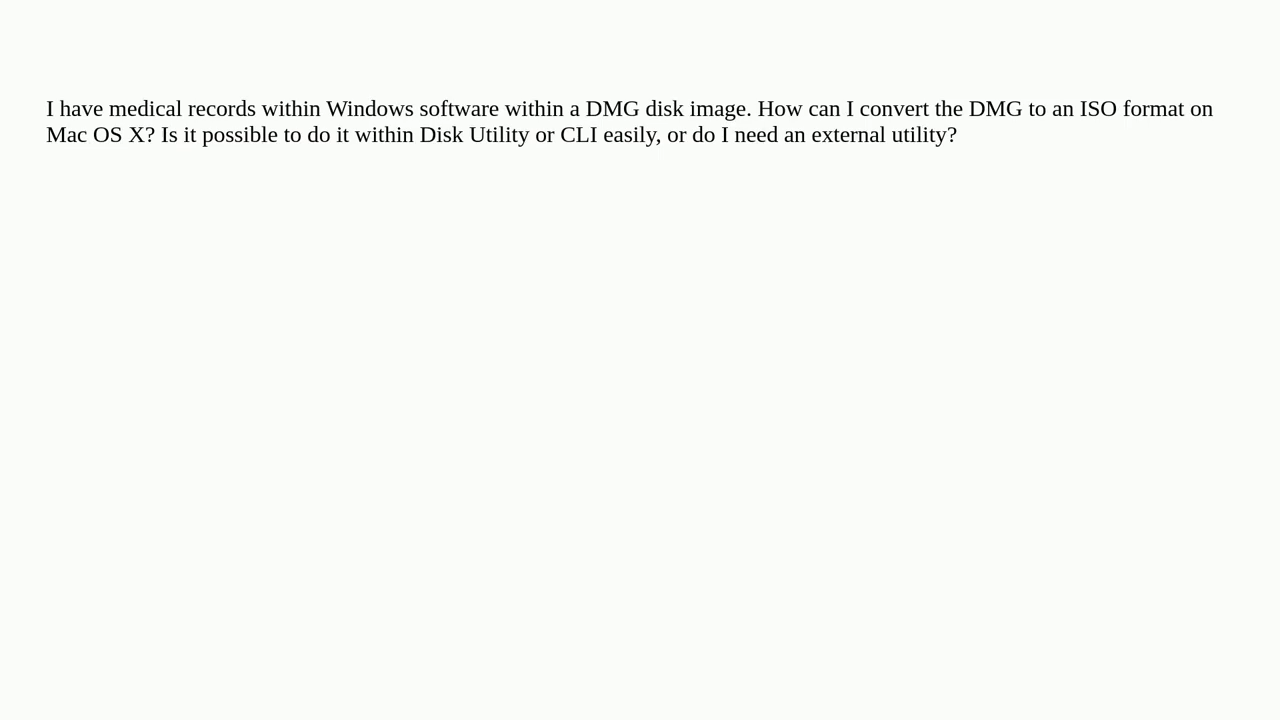 I have medical records within Windows software within a DMG disk image. How can I convert the DMG to an ISO format on
Mac OS X? Is it possible to do it within Disk Utility or CLI easily, or do I need an external utility?